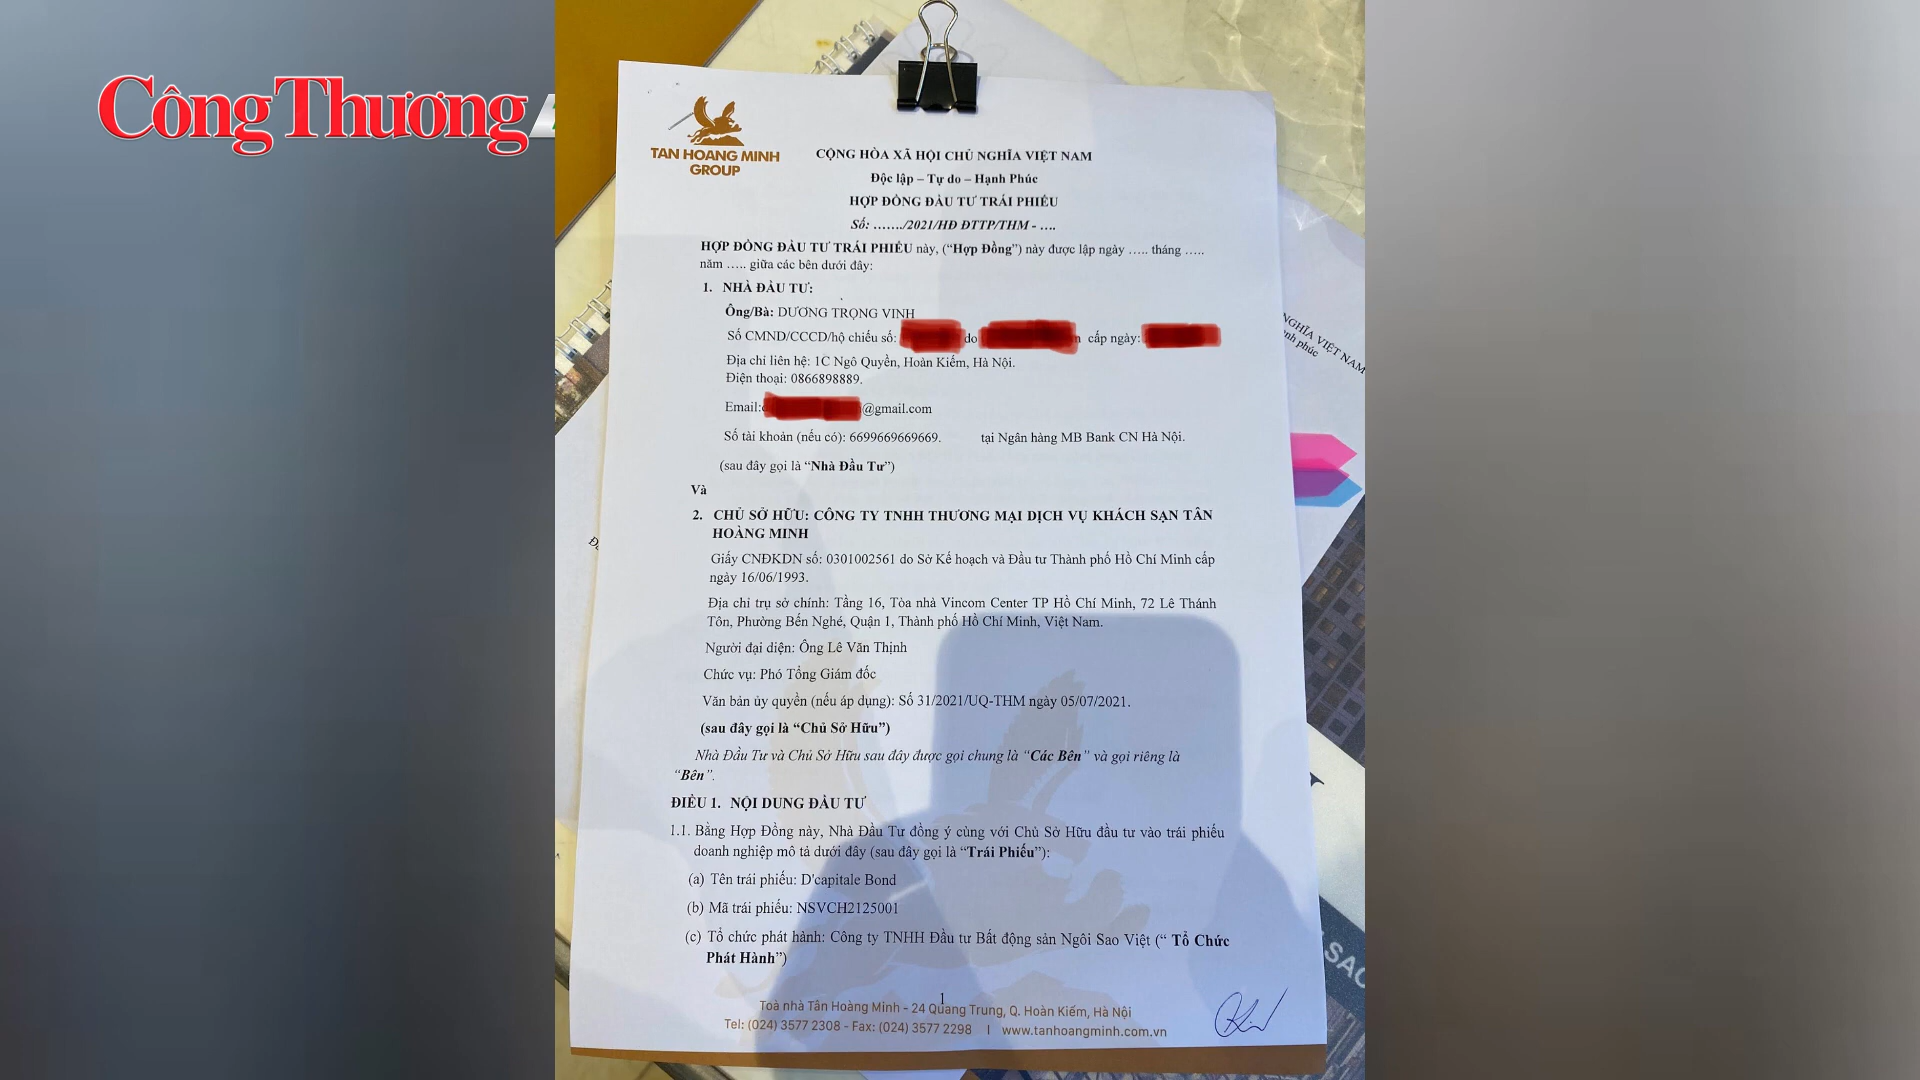 Công Thương
TAN HOANG MINH
GROUP
CỘNG HÒA XÃ HỘI CHỦ NGHĨA VIỆT NAM
Độc lập – Tự do – Hạnh Phúc
HỢP ĐỒNG ĐẦU TƯ TRÁI PHIẾU
Số: ……./2021/HĐ ĐTTP/THM - ….
HỢP ĐỒNG ĐẦU TƯ TRÁI PHIẾU này, (“Hợp Đồng”) này được lập ngày ….. tháng …..
năm ….. giữa các bên dưới đây:
1. NHÀ ĐẦU TƯ:
Ông/Bà: DƯƠNG TRỌNG VINH
Số CMND/CCCD/hộ chiếu số: do cấp ngày:
Địa chỉ liên hệ: 1C Ngô Quyền, Hoàn Kiếm, Hà Nội.
Điện thoại: 0866898889.
Email: @gmail.com
Số tài khoản (nếu có): 6699669669669. tại Ngân hàng MB Bank CN Hà Nội.
(sau đây gọi là “Nhà Đầu Tư”)
Và
2. CHỦ SỞ HỮU: CÔNG TY TNHH THƯƠNG MẠI DỊCH VỤ KHÁCH SẠN TÂN
HOÀNG MINH
Giấy CNĐKDN số: 0301002561 do Sở Kế hoạch và Đầu tư Thành phố Hồ Chí Minh cấp
ngày 16/06/1993.
Địa chỉ trụ sở chính: Tầng 16, Tòa nhà Vincom Center TP Hồ Chí Minh, 72 Lê Thánh
Tôn, Phường Bến Nghé, Quận 1, Thành phố Hồ Chí Minh, Việt Nam.
Người đại diện: Ông Lê Văn Thịnh
Chức vụ: Phó Tổng Giám đốc
Văn bản ủy quyền (nếu áp dụng): Số 31/2021/UQ-THM ngày 05/07/2021.
(sau đây gọi là “Chủ Sở Hữu”)
Nhà Đầu Tư và Chủ Sở Hữu sau đây được gọi chung là “Các Bên” và gọi riêng là
“Bên”.
ĐIỀU 1. NỘI DUNG ĐẦU TƯ
1.1. Bằng Hợp Đồng này, Nhà Đầu Tư đồng ý cùng với Chủ Sở Hữu đầu tư vào trái phiếu
doanh nghiệp mô tả dưới đây (sau đây gọi là “Trái Phiếu”):
(a) Tên trái phiếu: D'capitale Bond
(b) Mã trái phiếu: NSVCH2125001
(c) Tổ chức phát hành: Công ty TNHH Đầu tư Bất động sản Ngôi Sao Việt (“ Tổ Chức
Phát Hành”)
1
Toà nhà Tân Hoàng Minh - 24 Quang Trung, Q. Hoàn Kiếm, Hà Nội
Tel: (024) 3577 2308 - Fax: (024) 3577 2298 | www.tanhoangminh.com.vn
NGHĨA VIỆT NAM
nh phúc
SAO